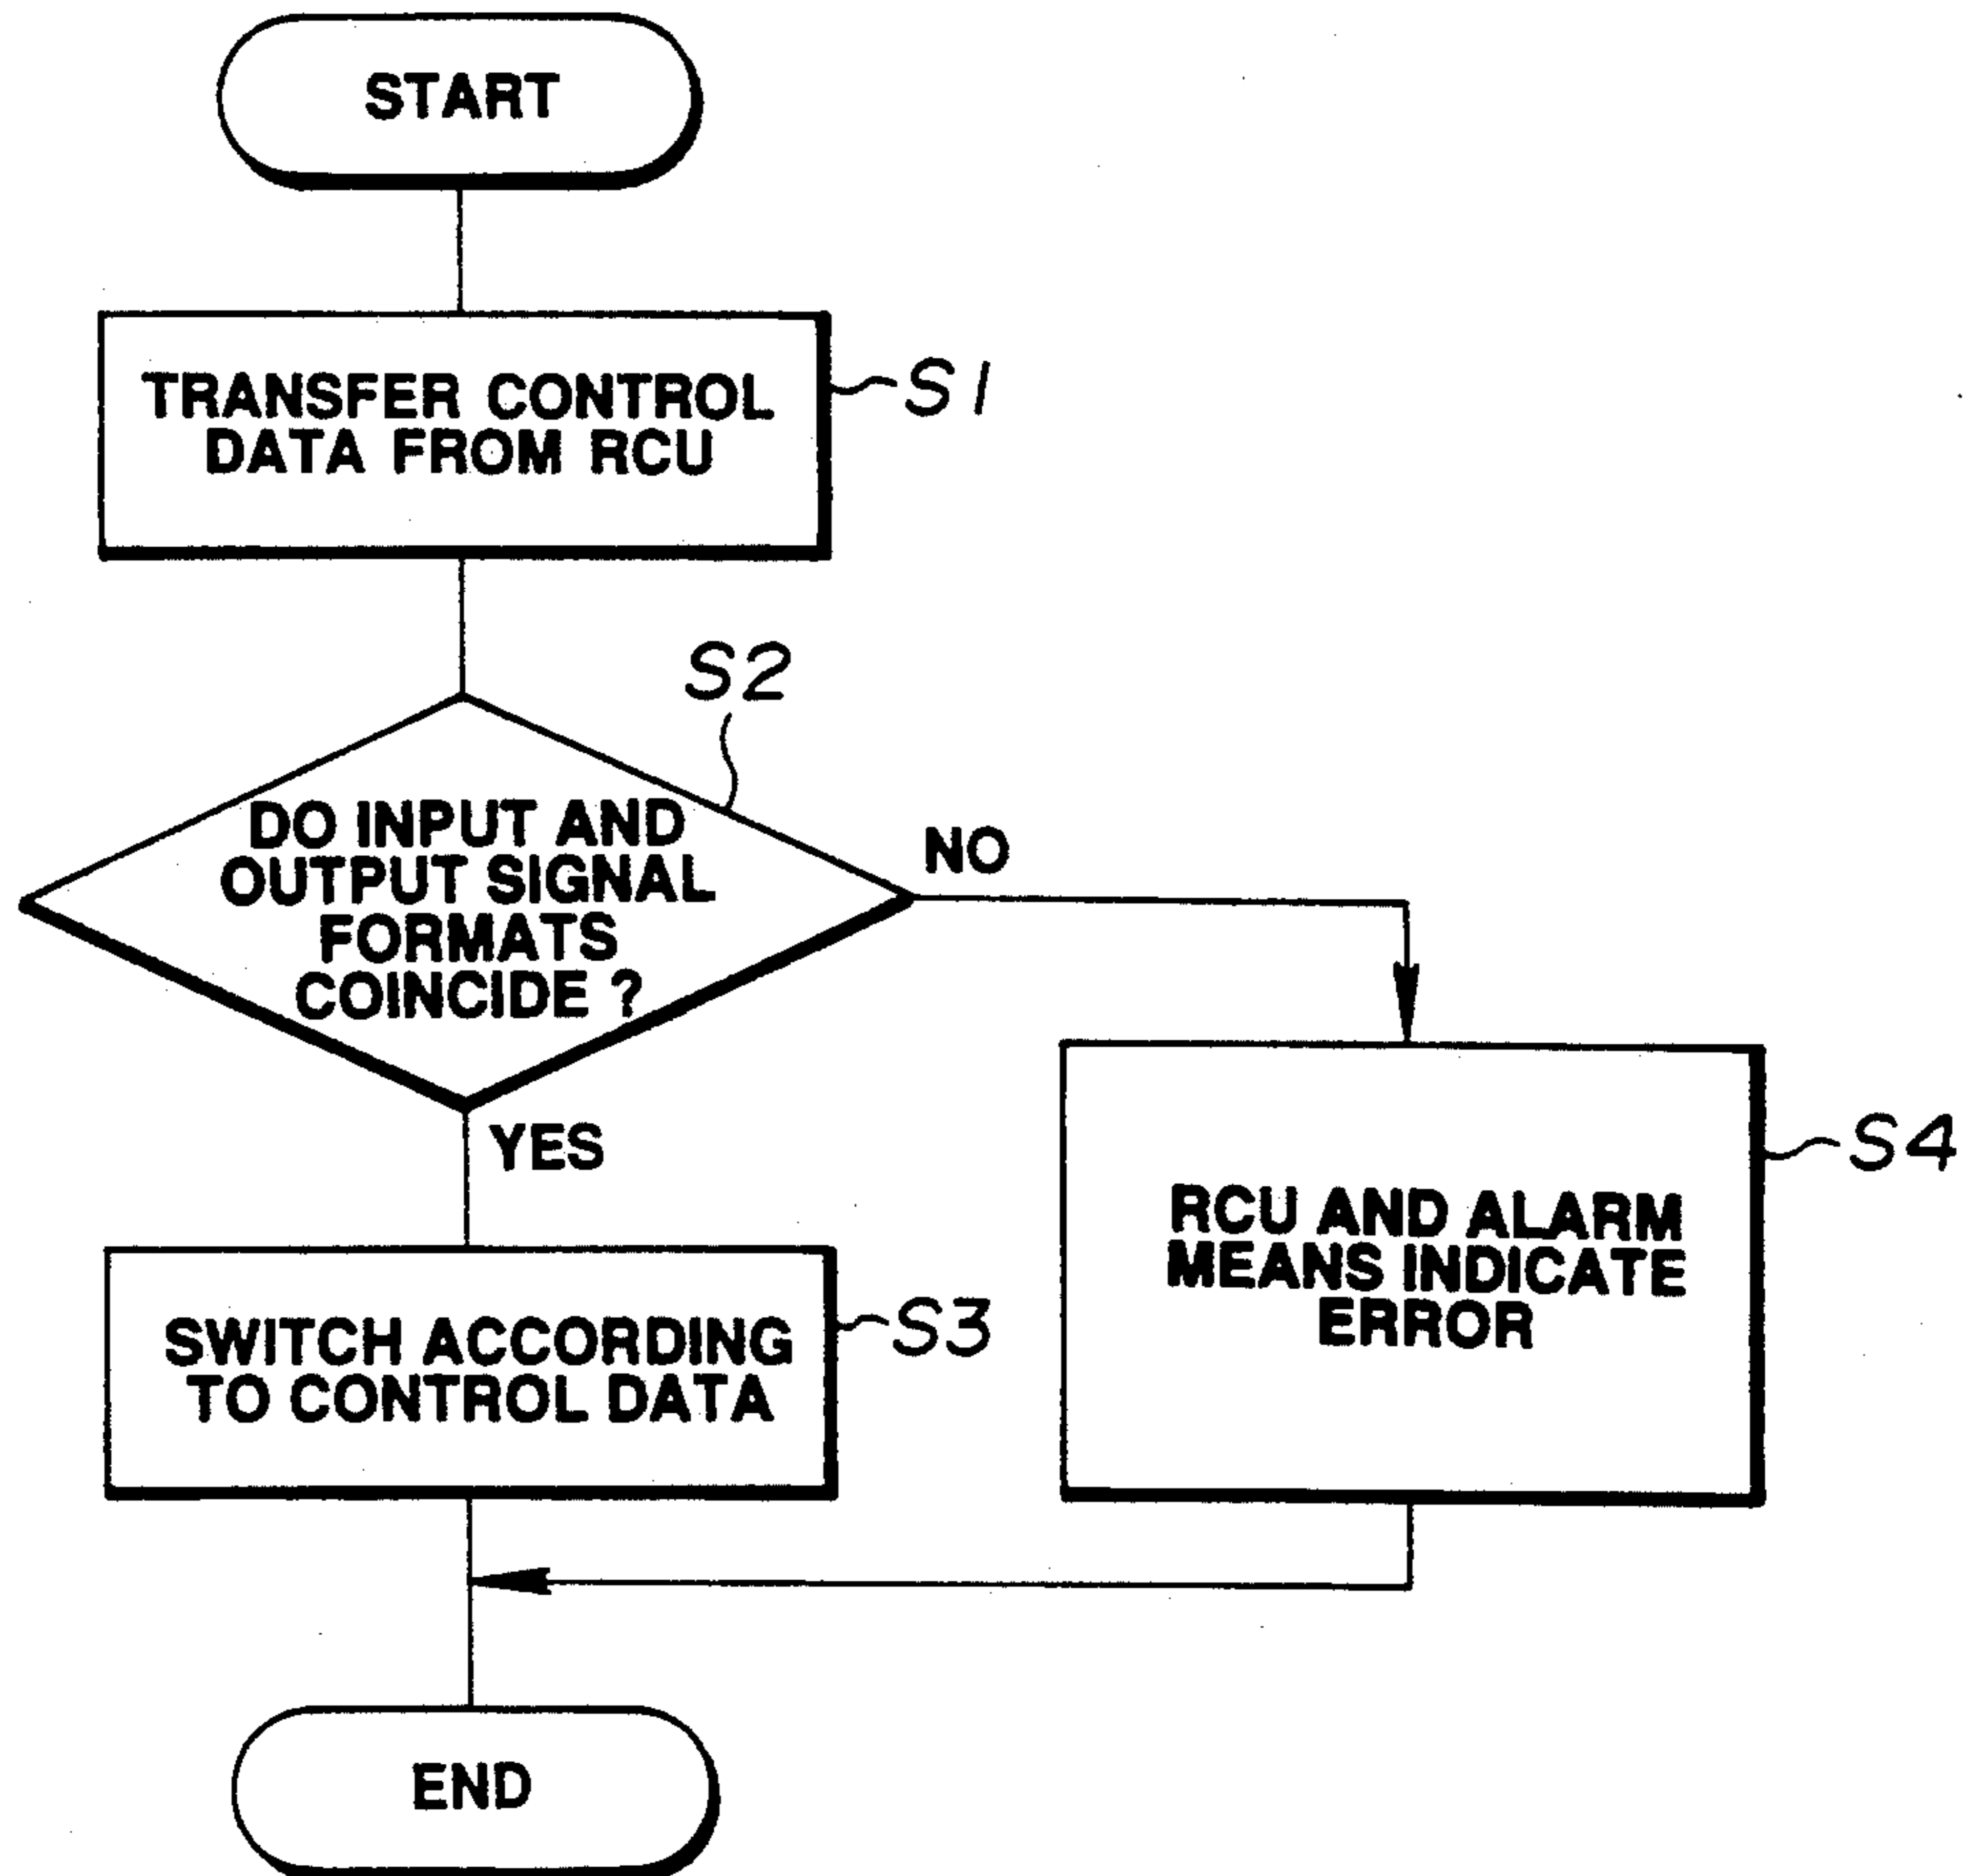 START
TRANSFER CONTROL
DATA FROM RCU
S1
S2
DO INPUT AND
OUTPUT SIGNAL
FORMATS
COINCIDE ?
NO
YES
RCU AND ALARM
MEANS INDICATE
ERROR
S4
SWITCH ACCORDING
TO CONTROL DATA
S3
END